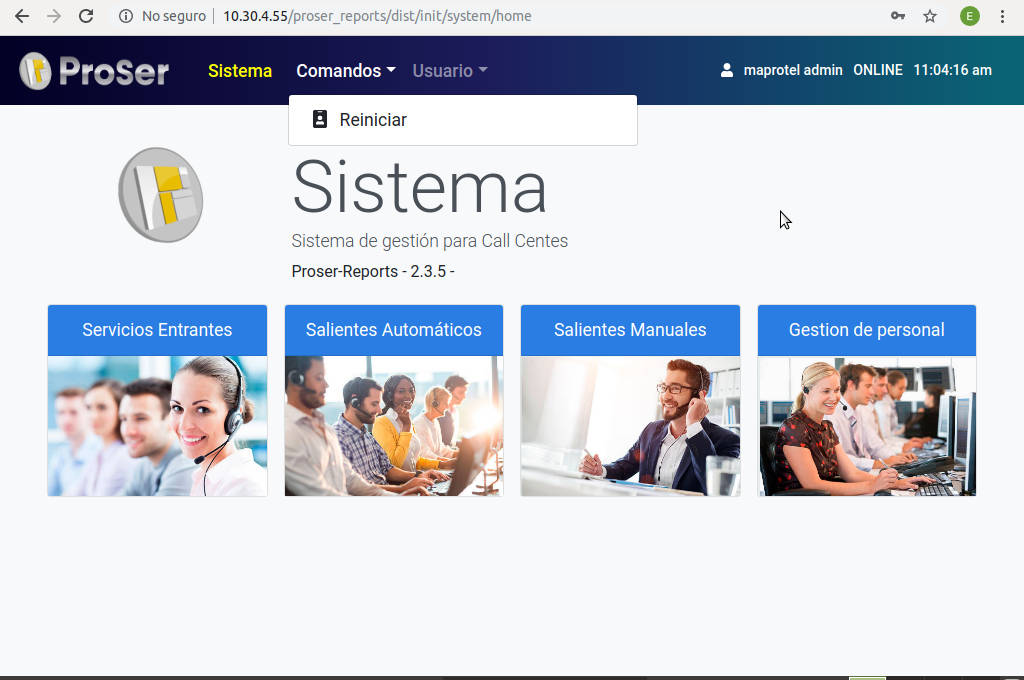 No seguro 10.30.4.55/proser_reports/dist/init/system/home E
ProSer Sistema Comandos Usuario maprotel admin ONLINE 11:04:16 am
Reiniciar
Sistema
Sistema de gestión para Call Centes
Proser-Reports - 2.3.5 -
Servicios Entrantes Salientes Automáticos Salientes Manuales Gestion de personal